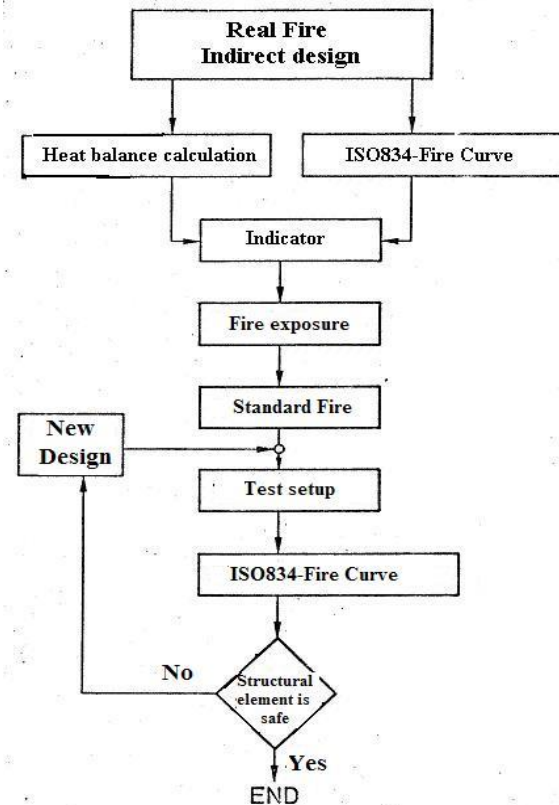 Real Fire
Indirect design
Heat balance calculation
ISO834-Fire Curve
Indicator
Fire exposure
Standard Fire
New
Design
Test setup
ISO834-Fire Curve
No
Structural
element is
safe
Yes
END